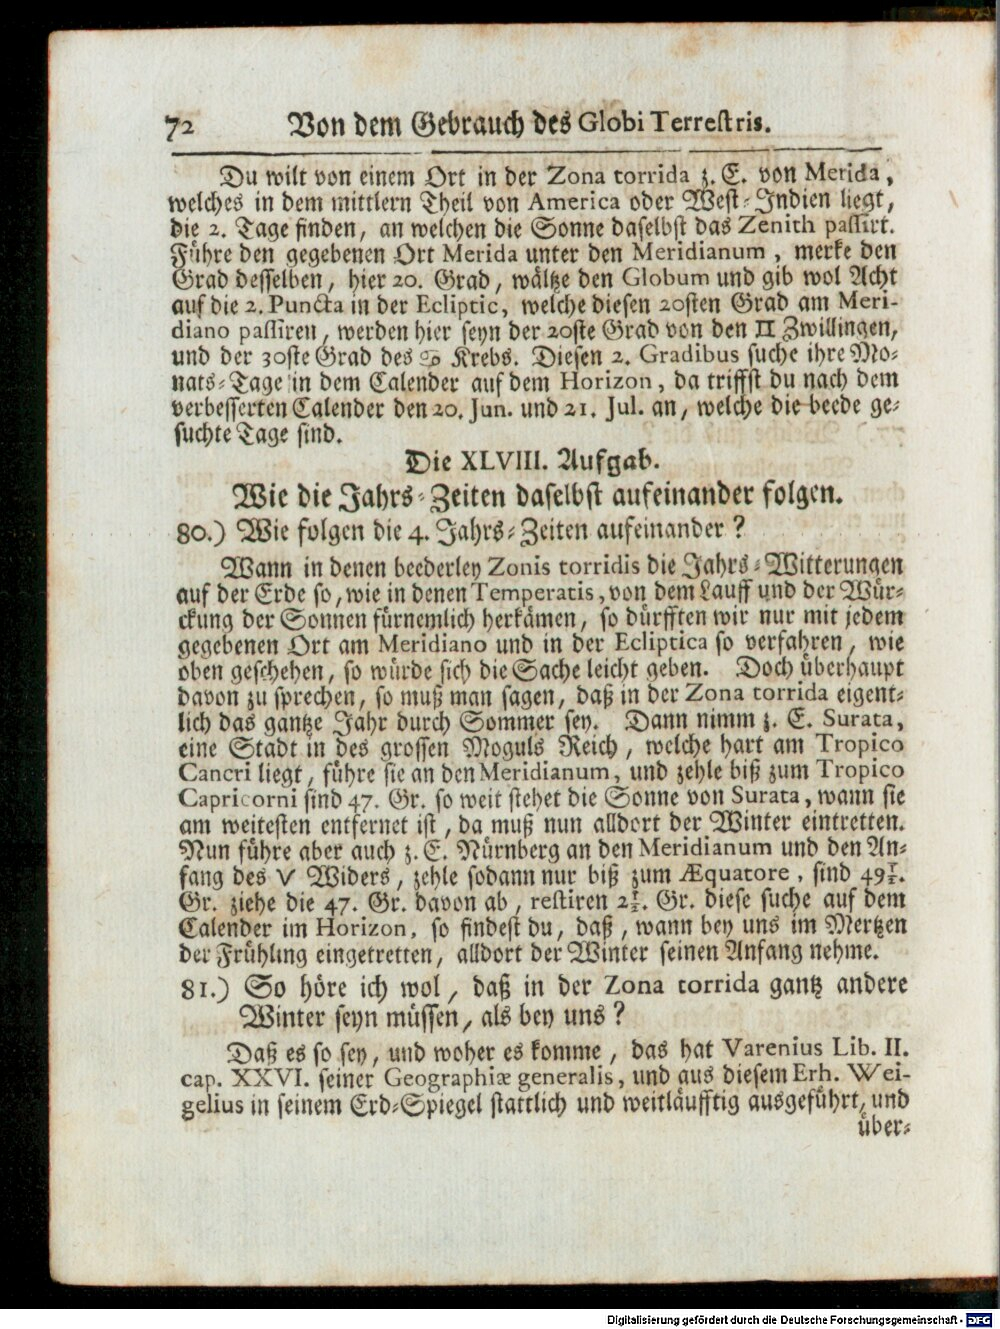 72 Von dem Gebrauch des Globi Terrestris.
Du wilt von einem Ort in der Zona torrida z. E. von Merida,
welches in dem mittlern Theil von America oder West-Indien liegt,
die 2. Tage finden, an welchen die Sonne daselbst das Zenith passirt.
Führe den gegebenen Ort Merida unter den Meridianum, merke den
Grad desselben, hier 20. Grad, wältze den Globum und gib wol Acht
auf die 2. Puncta in der Ecliptic, welche diesen 20sten Grad am Meri-
diano passiren, werden hier seyn der 20ste Grad von den ♊ Zwillingen,
und der 30ste Grad des ♋ Krebs. Diesen 2. Gradibus suche ihre Mo-
nats-Tage in dem Calender auf dem Horizon, da triffst du nach dem
verbesserten Calender den 20. Jun. und 21. Jul. an, welche die beede ge-
suchte Tage sind.
Die XLVIII. Aufgab.
Wie die Jahrs-Zeiten daselbst aufeinander folgen.
80.) Wie folgen die 4. Jahrs-Zeiten aufeinander?
Wann in denen beederley Zonis torridis die Jahrs-Witterungen
auf der Erde so, wie in denen Temperatis, von dem Lauff und der Wür-
ckung der Sonnen fürnemlich herkämen, so dürfften wir nur mit jedem
gegebenen Ort am Meridiano und in der Ecliptica so verfahren, wie
oben geschehen, so würde sich die Sache leicht geben. Doch überhaupt
davon zu sprechen, so muß man sagen, daß in der Zona torrida eigent-
lich das gantze Jahr durch Sommer sey. Dann nimm z. E. Surata,
eine Stadt in des grossen Moguls Reich, welche hart am Tropico
Cancri liegt, führe sie an den Meridianum, und zehle biß zum Tropico
Capricorni sind 47. Gr. so weit stehet die Sonne von Surata, wann sie
am weitesten entfernet ist, da muß nun alldort der Winter eintretten.
Nun führe aber auch z. E. Nürnberg an den Meridianum und den An-
fang des ♈ Widers, zehle sodann nur biß zum Æquatore, sind 49½.
Gr. ziehe die 47. Gr. davon ab, restiren 2½. Gr. diese suche auf dem
Calender im Horizon, so findest du, daß, wann bey uns im Mertzen
der Frühling eingetretten, alldort der Winter seinen Anfang nehme.
81.) So höre ich wol, daß in der Zona torrida gantz andere
Winter seyn müssen, als bey uns?
Daß es so sey, und woher es komme, das hat Varenius Lib. II.
cap. XXVI. seiner Geographiæ generalis, und aus diesem Erh. Wei-
gelius in seinem Erd-Spiegel stattlich und weitläufftig ausgeführt, und
über-
Digitalisierung gefördert durch die Deutsche Forschungsgemeinschaft - DFG